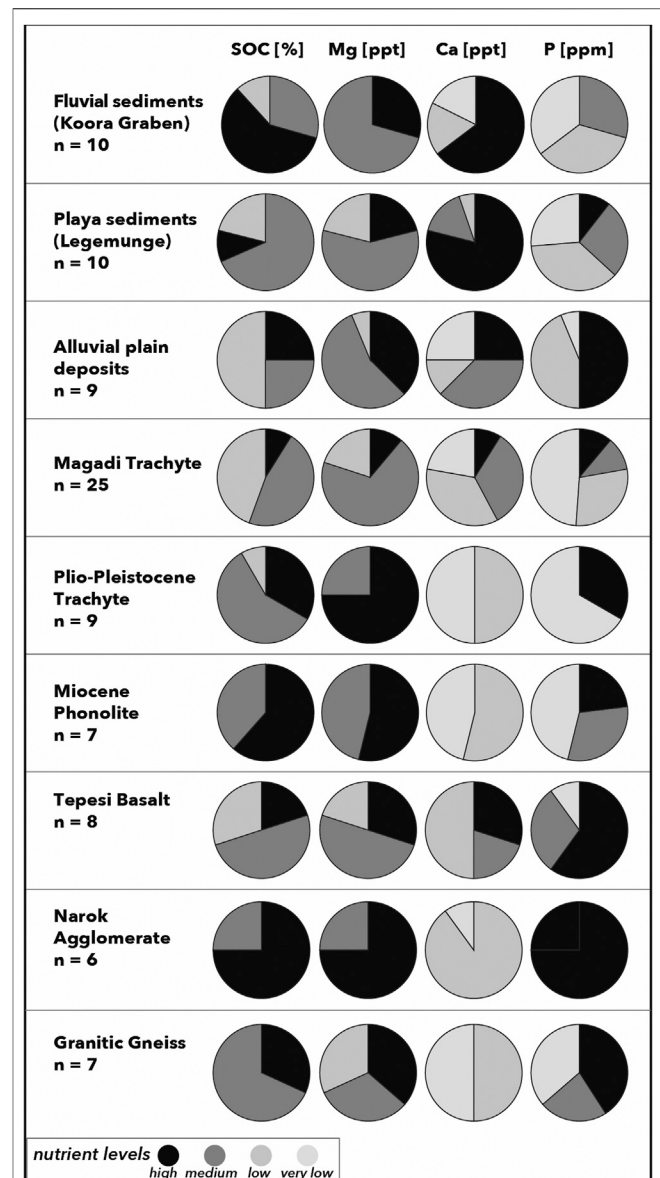 SOC [%] Mg [ppt] Ca [ppt] P [ppm]
Fluvial sediments
(Koora Graben)
n = 10
Playa sediments
(Legemunge)
n = 10
Alluvial plain
deposits
n = 9
Magadi Trachyte
n = 25
Plio-Pleistocene
Trachyte
n = 9
Miocene
Phonolite
n = 7
Tepesi Basalt
n = 8
Narok
Agglomerate
n = 6
Granitic Gneiss
n = 7
nutrient levels
high medium low very low